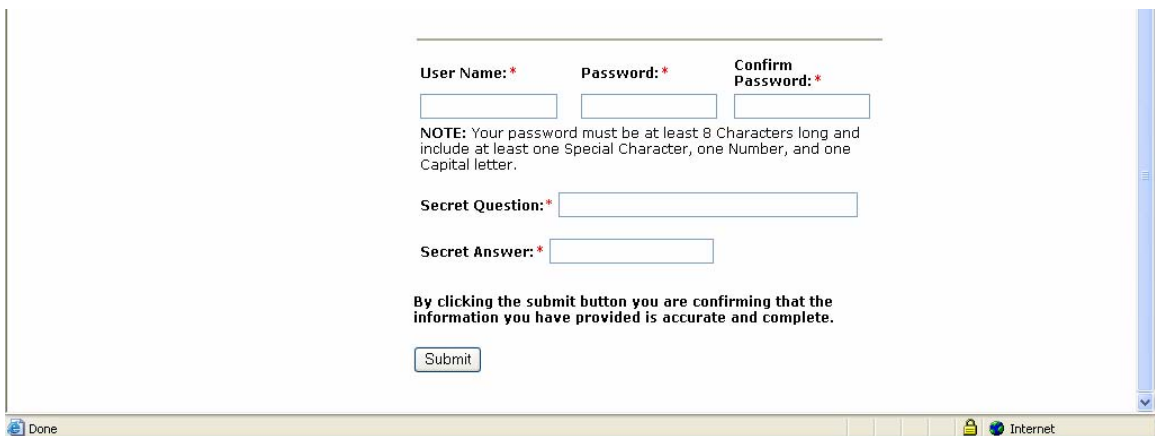 User Name:* Password:* Confirm Password:*
NOTE: Your password must be at least 8 Characters long and
include at least one Special Character, one Number, and one
Capital letter.
Secret Question:*
Secret Answer:*
By clicking the submit button you are confirming that the
information you have provided is accurate and complete.
Submit
Done Internet